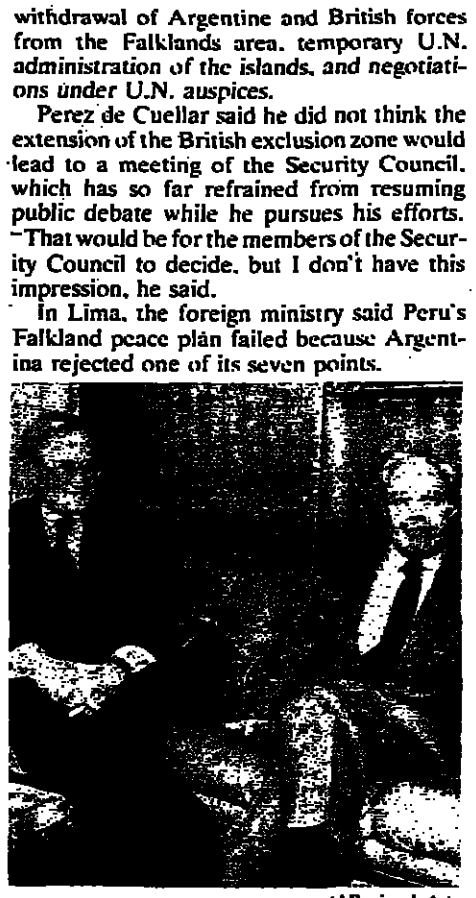 withdrawal of Argentine and British forces
from the Falklands area, temporary U.N.
administration of the islands, and negotiati-
ons under U.N. auspices.
Perez de Cuellar said he did not think the
extension of the British exclusion zone would
lead to a meeting of the Security Council,
which has so far refrained from resuming
public debate while he pursues his efforts.
"That would be for the members of the Secur-
ity Council to decide, but I don't have this
impression, he said.
In Lima, the foreign ministry said Peru's
Falkland peace plan failed because Argent-
ina rejected one of its seven points.